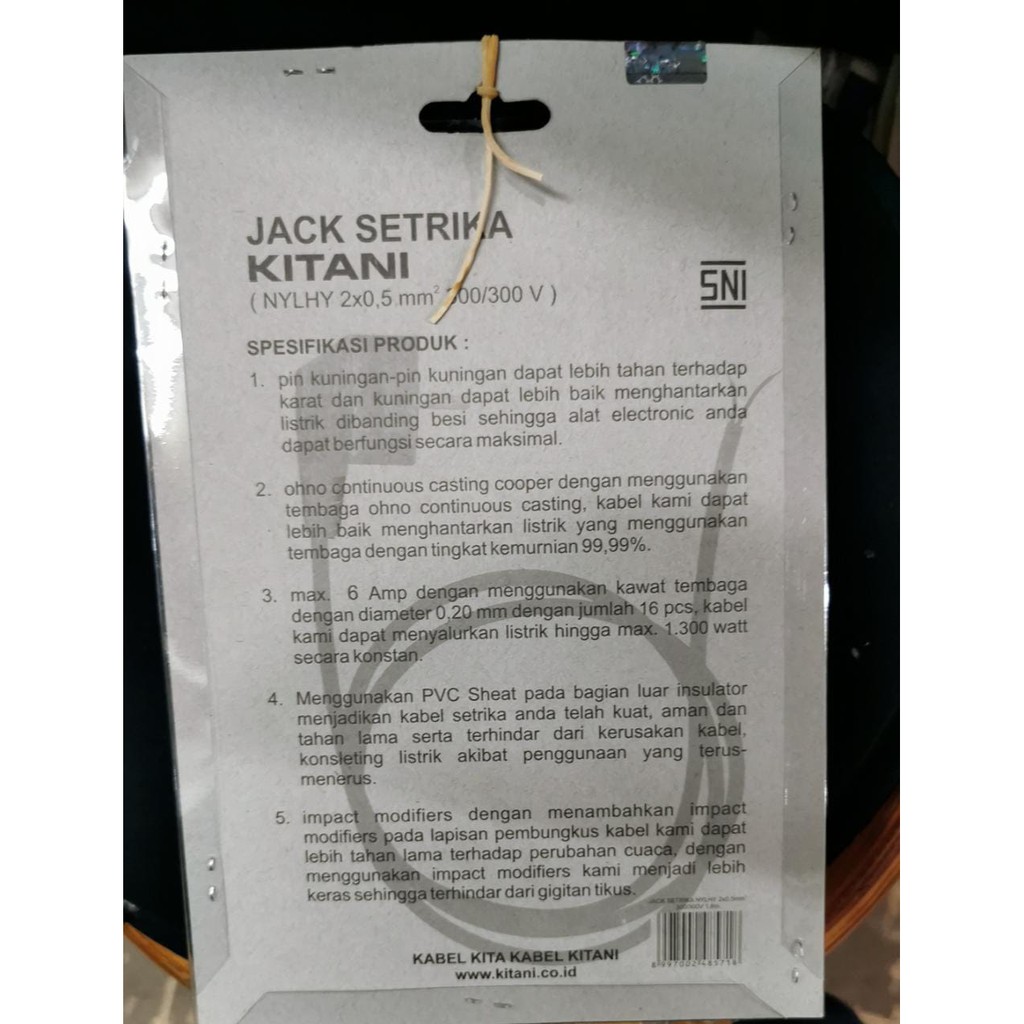 JACK SETRIKA
KITANI
( NYLHY 2x0,5 mm² 300/300 V )
SNI
SPESIFIKASI PRODUK :
1. pin kuningan-pin kuningan dapat lebih tahan terhadap
karat dan kuningan dapat lebih baik menghantarkan
listrik dibanding besi sehingga alat electronic anda
dapat berfungsi secara maksimal.
2. ohno continuous casting cooper dengan menggunakan
tembaga ohno continuous casting, kabel kami dapat
lebih baik menghantarkan listrik yang menggunakan
tembaga dengan tingkat kemurnian 99,99%.
3. max. 6 Amp dengan menggunakan kawat tembaga
dengan diameter 0,20 mm dengan jumlah 16 pcs, kabel
kami dapat menyalurkan listrik hingga max. 1.300 watt
secara konstan.
4. Menggunakan PVC Sheat pada bagian luar insulator
menjadikan kabel setrika anda telah kuat, aman dan
tahan lama serta terhindar dari kerusakan kabel,
konsleting listrik akibat penggunaan yang terus-
menerus.
5. impact modifiers dengan menambahkan impact
modifiers pada lapisan pembungkus kabel kami dapat
lebih tahan lama terhadap perubahan cuaca, dengan
menggunakan impact modifiers kami menjadi lebih
keras sehingga terhindar dari gigitan tikus.
JACK SETRIKA NYLHY 2x0,5mm²
8 997002 485718
KABEL KITA KABEL KITANI
www.kitani.co.id